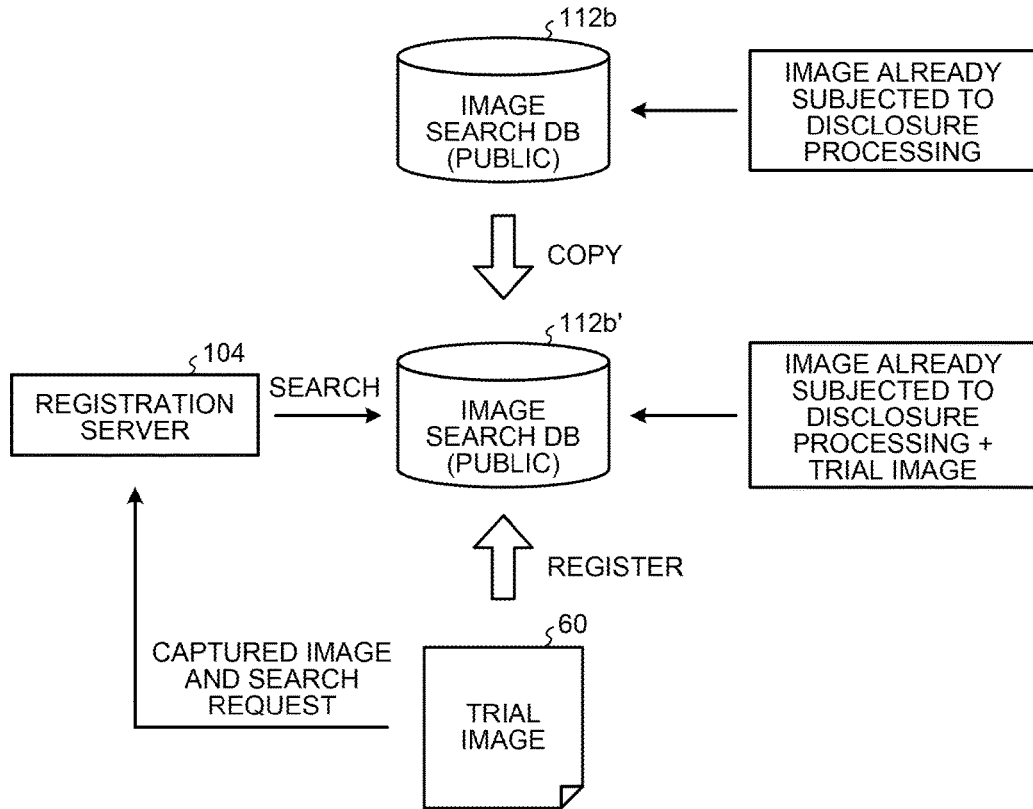 112b
IMAGE
SEARCH DB
(PUBLIC)
IMAGE ALREADY
SUBJECTED TO
DISCLOSURE
PROCESSING
COPY
112b'
104
REGISTRATION
SERVER
SEARCH
IMAGE
SEARCH DB
(PUBLIC)
IMAGE ALREADY
SUBJECTED TO
DISCLOSURE
PROCESSING +
TRIAL IMAGE
REGISTER
60
CAPTURED IMAGE
AND SEARCH
REQUEST
TRIAL
IMAGE